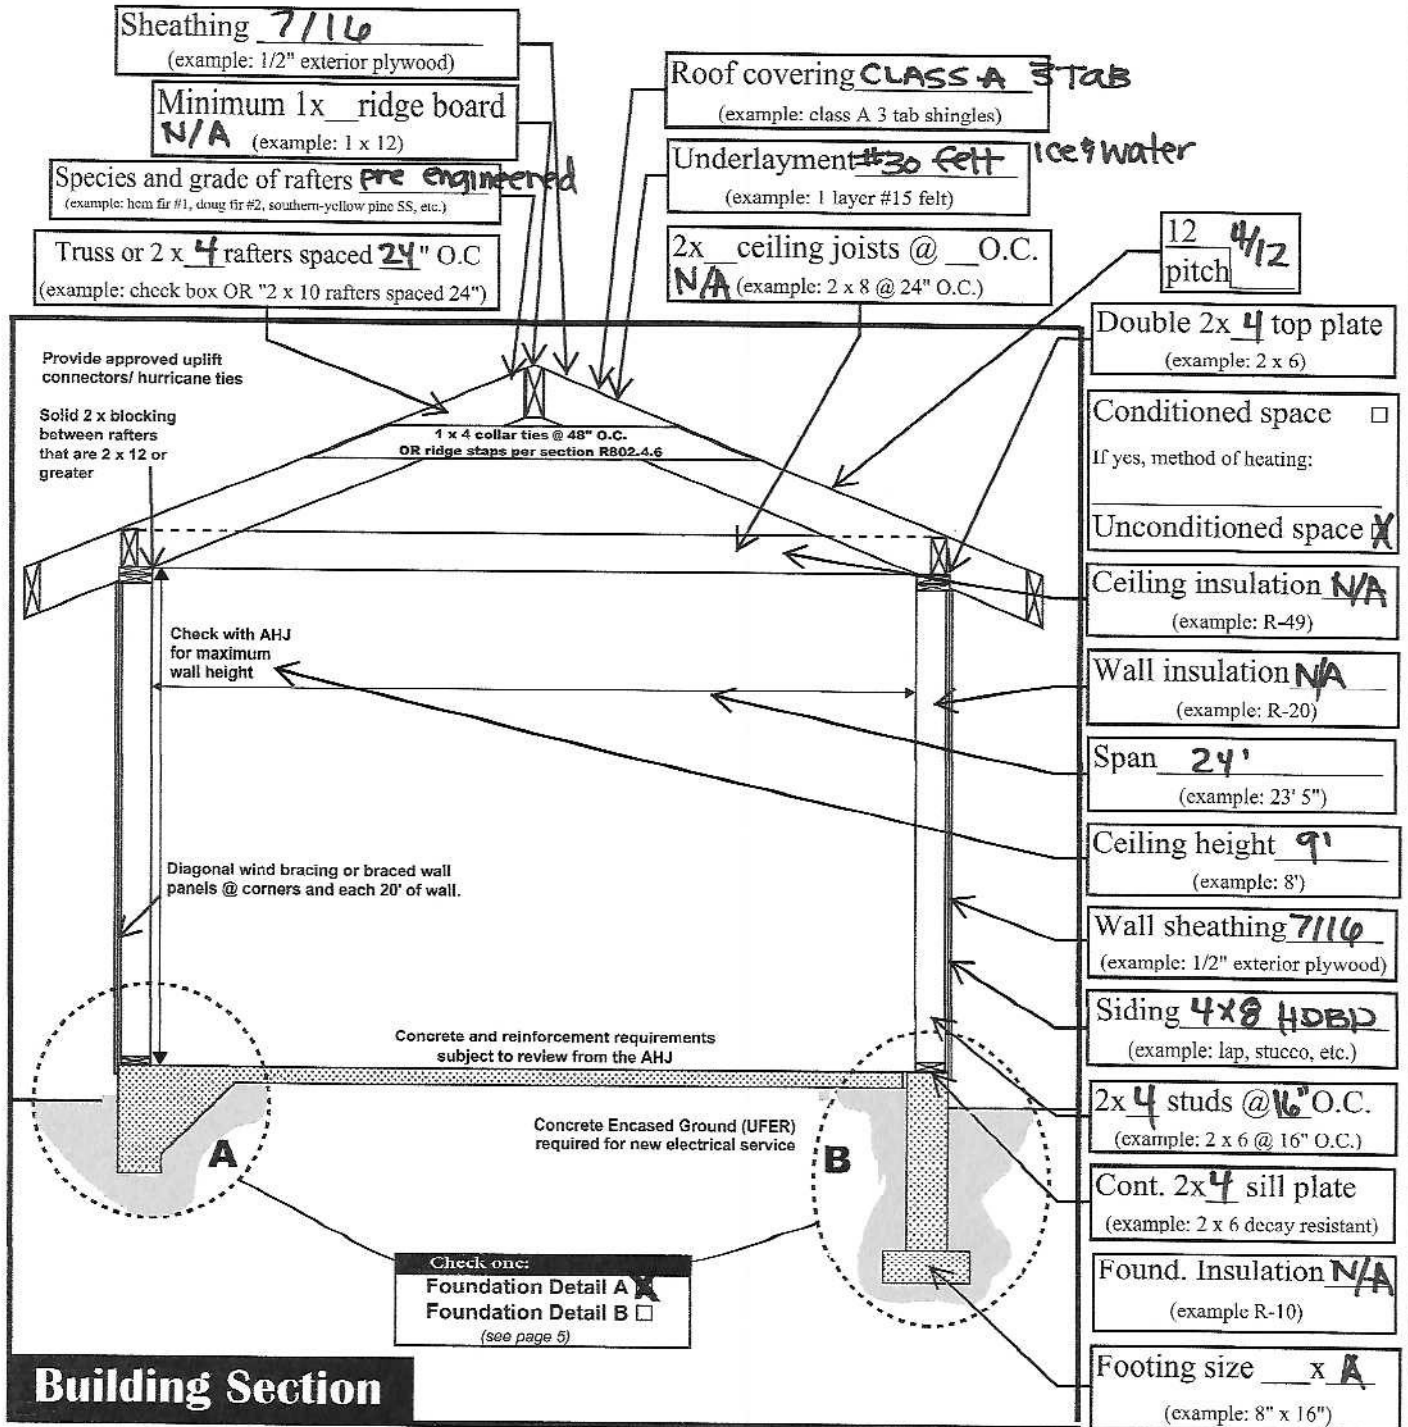 Sheathing 7/16
(example: 1/2" exterior plywood)
Minimum 1x__ ridge board
N/A (example: 1 x 12)
Species and grade of rafters pre engineered
(example: hem fir #1, doug fir #2, southern-yellow pine SS, etc.)
Truss or 2 x 4 rafters spaced 24" O.C
(example: check box OR "2 x 10 rafters spaced 24")
Roof covering CLASS A 3 TAB
(example: class A 3 tab shingles)
Underlayment #30 felt ice & water
(example: 1 layer #15 felt)
2x__ ceiling joists @ __O.C.
N/A (example: 2 x 8 @ 24" O.C.)
12 4/12
pitch
Double 2x 4 top plate
(example: 2 x 6)
Conditioned space □
If yes, method of heating:
Unconditioned space X
Ceiling insulation N/A
(example: R-49)
Wall insulation N/A
(example: R-20)
Span 24'
(example: 23' 5")
Ceiling height 9'
(example: 8')
Wall sheathing 7/16
(example: 1/2" exterior plywood)
Siding 4x8 HDBD
(example: lap, stucco, etc.)
2x 4 studs @ 16" O.C.
(example: 2 x 6 @ 16" O.C.)
Cont. 2x 4 sill plate
(example: 2 x 6 decay resistant)
Found. Insulation N/A
(example R-10)
Footing size ___x A
(example: 8" x 16")
Provide approved uplift
connectors/ hurricane ties
Solid 2 x blocking
between rafters
that are 2 x 12 or
greater
1 x 4 collar ties @ 48" O.C.
OR ridge staps per section R802.4.6
Check with AHJ
for maximum
wall height
Diagonal wind bracing or braced wall
panels @ corners and each 20' of wall.
Concrete and reinforcement requirements
subject to review from the AHJ
Concrete Encased Ground (UFER)
required for new electrical service
A
B
Check one:
Foundation Detail A X
Foundation Detail B □
(see page 5)
Building Section